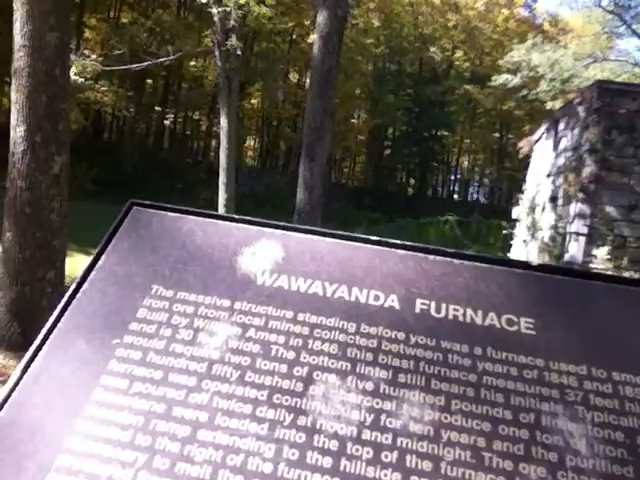 WAWAYANDA FURNACE
The massive structure standing before you was a furnace used to sm
iron ore from local mines collected between the years of 1846 and 18
Built by William Ames in 1846, this blast furnace measures 37 feet hi
and is 30 feet wide. The bottom lintel still bears his initials. Typicall
would require two tons of ore, five hundred pounds of limestone,
one hundred fifty bushels of charcoal to produce one ton of iron.
furnace was operated continuously for ten years and the purified
was poured off twice daily at noon and midnight. The ore, char
limestone were loaded into the top of the furnace
wooden ramp extending to the hillside
to the right of the furnace
to melt the